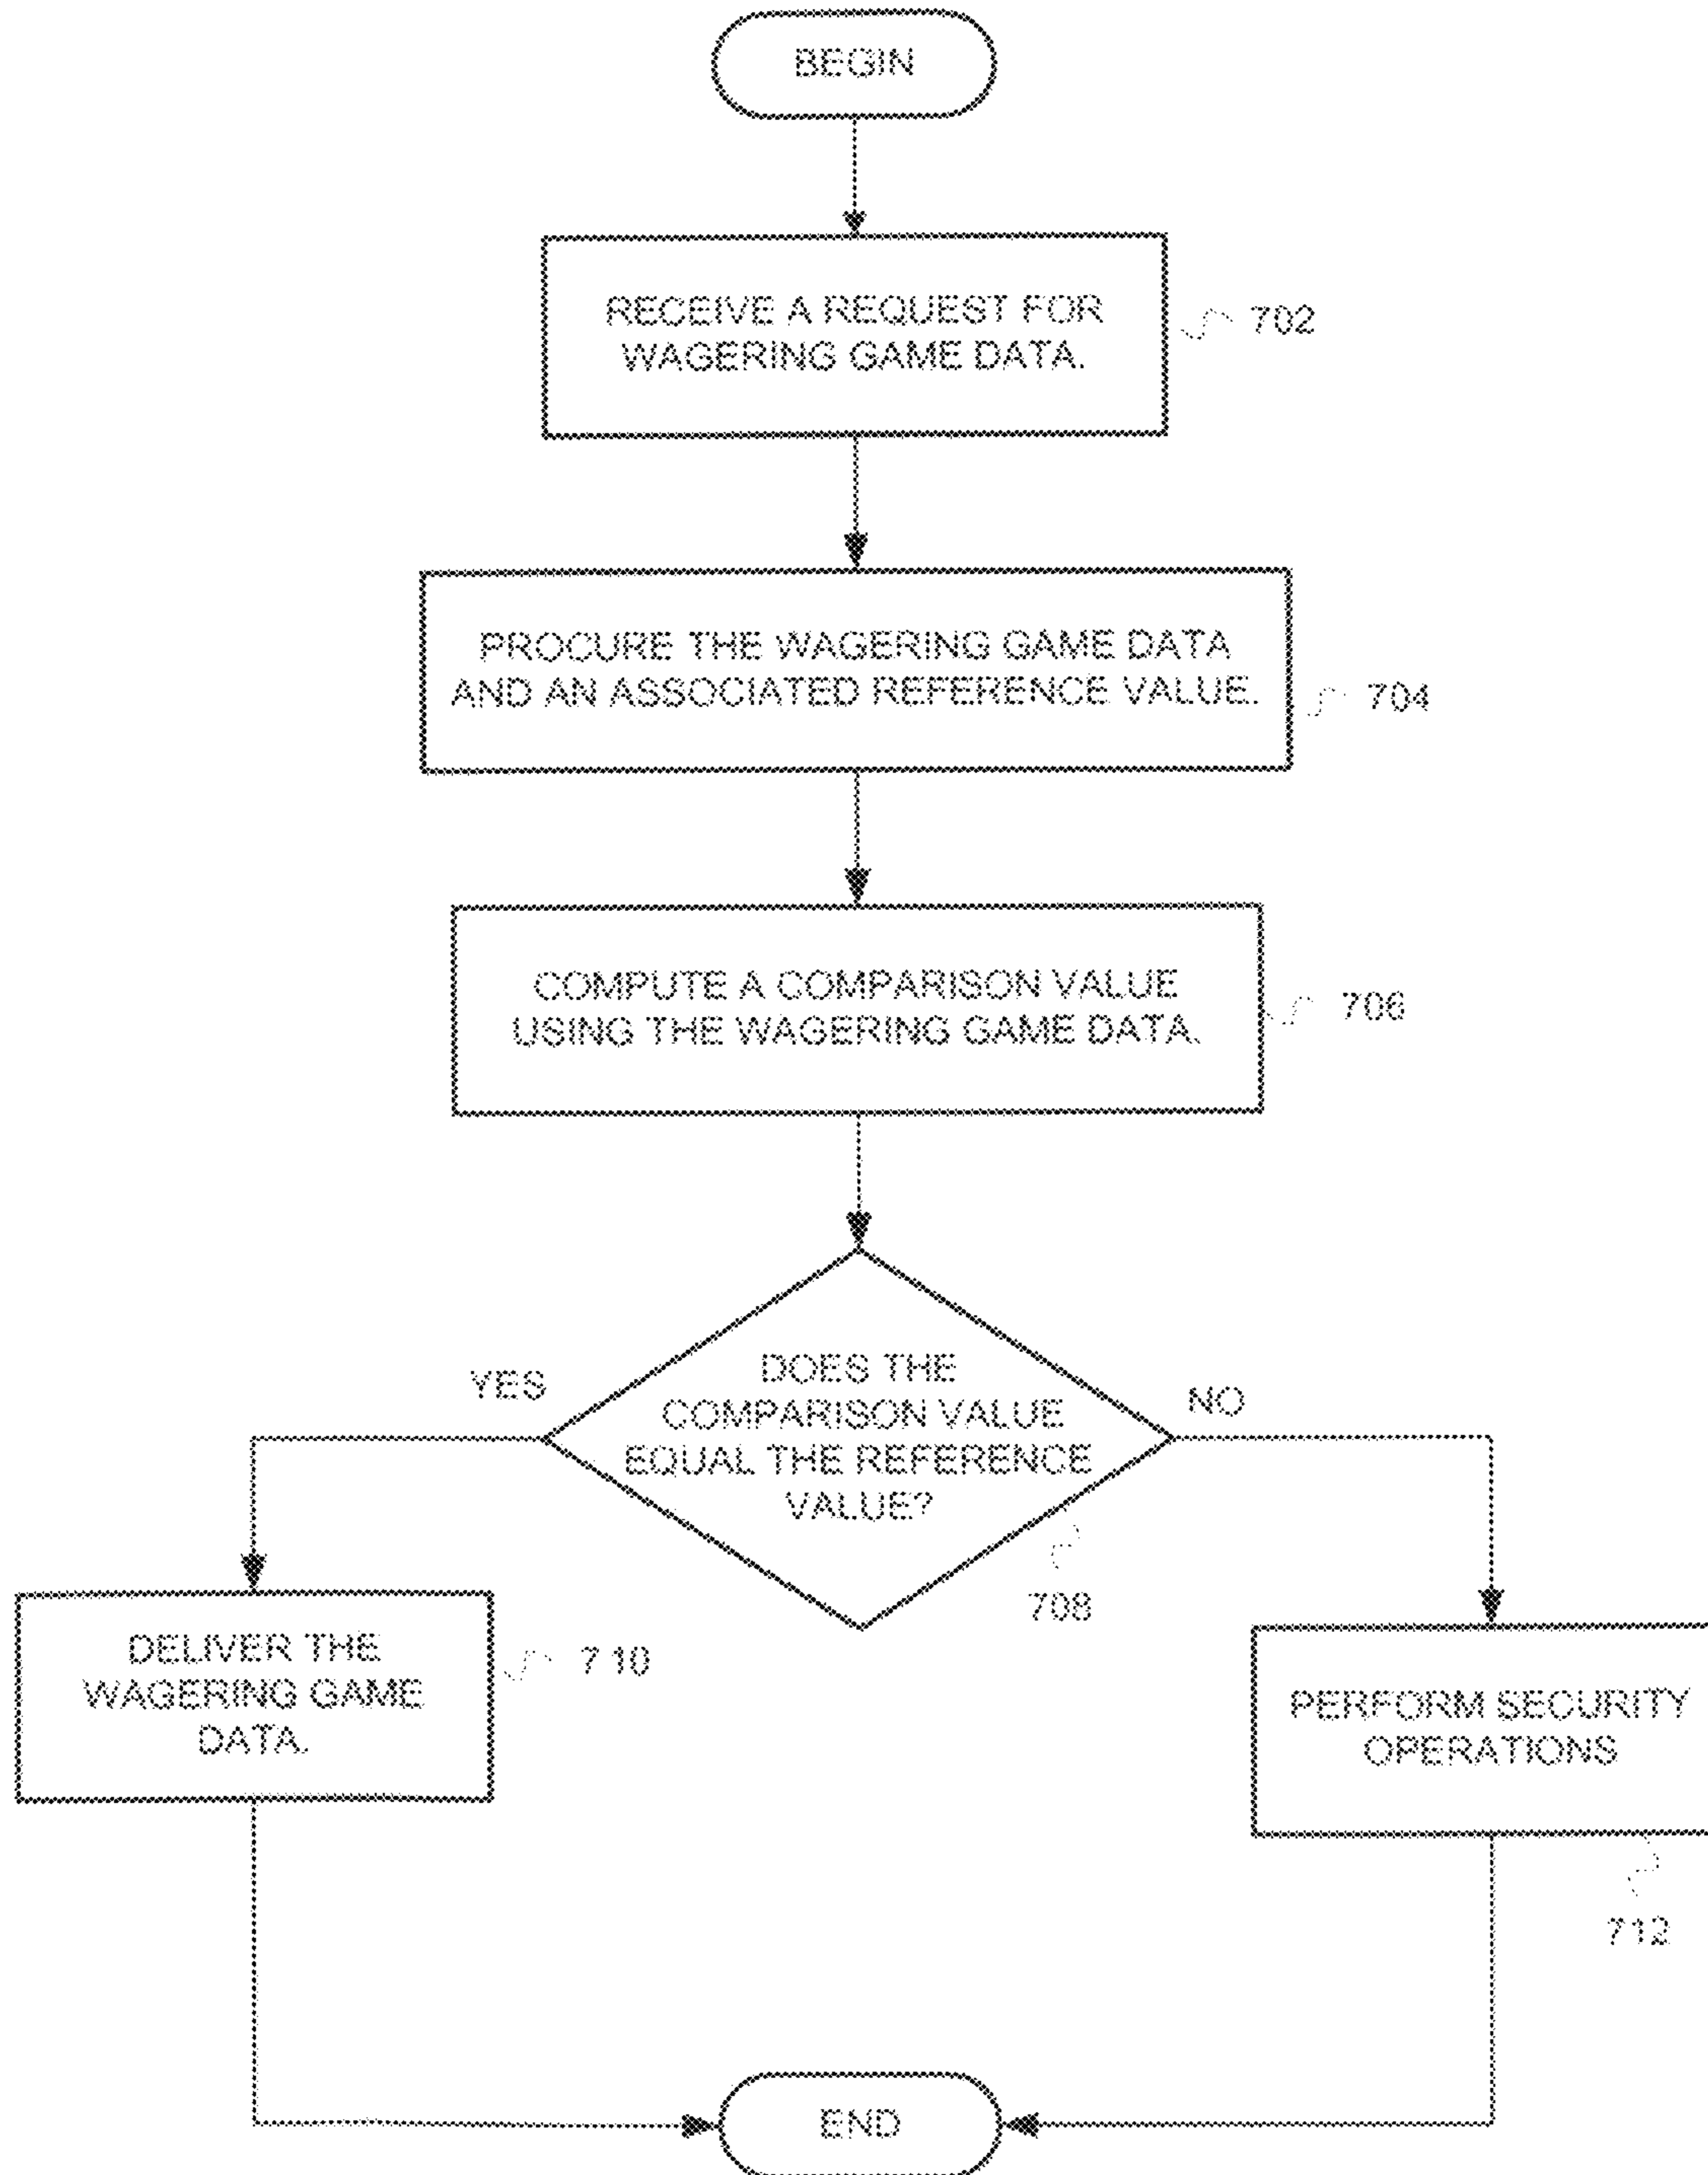 BEGIN
RECEIVE A REQUEST FOR
WAGERING GAME DATA.
702
PROCURE THE WAGERING GAME DATA
AND AN ASSOCIATED REFERENCE VALUE.
704
COMPUTE A COMPARISON VALUE
USING THE WAGERING GAME DATA.
706
YES
DOES THE
COMPARISON VALUE
EQUAL THE REFERENCE
VALUE?
NO
708
DELIVER THE
WAGERING GAME
DATA.
710
PERFORM SECURITY
OPERATIONS
712
END